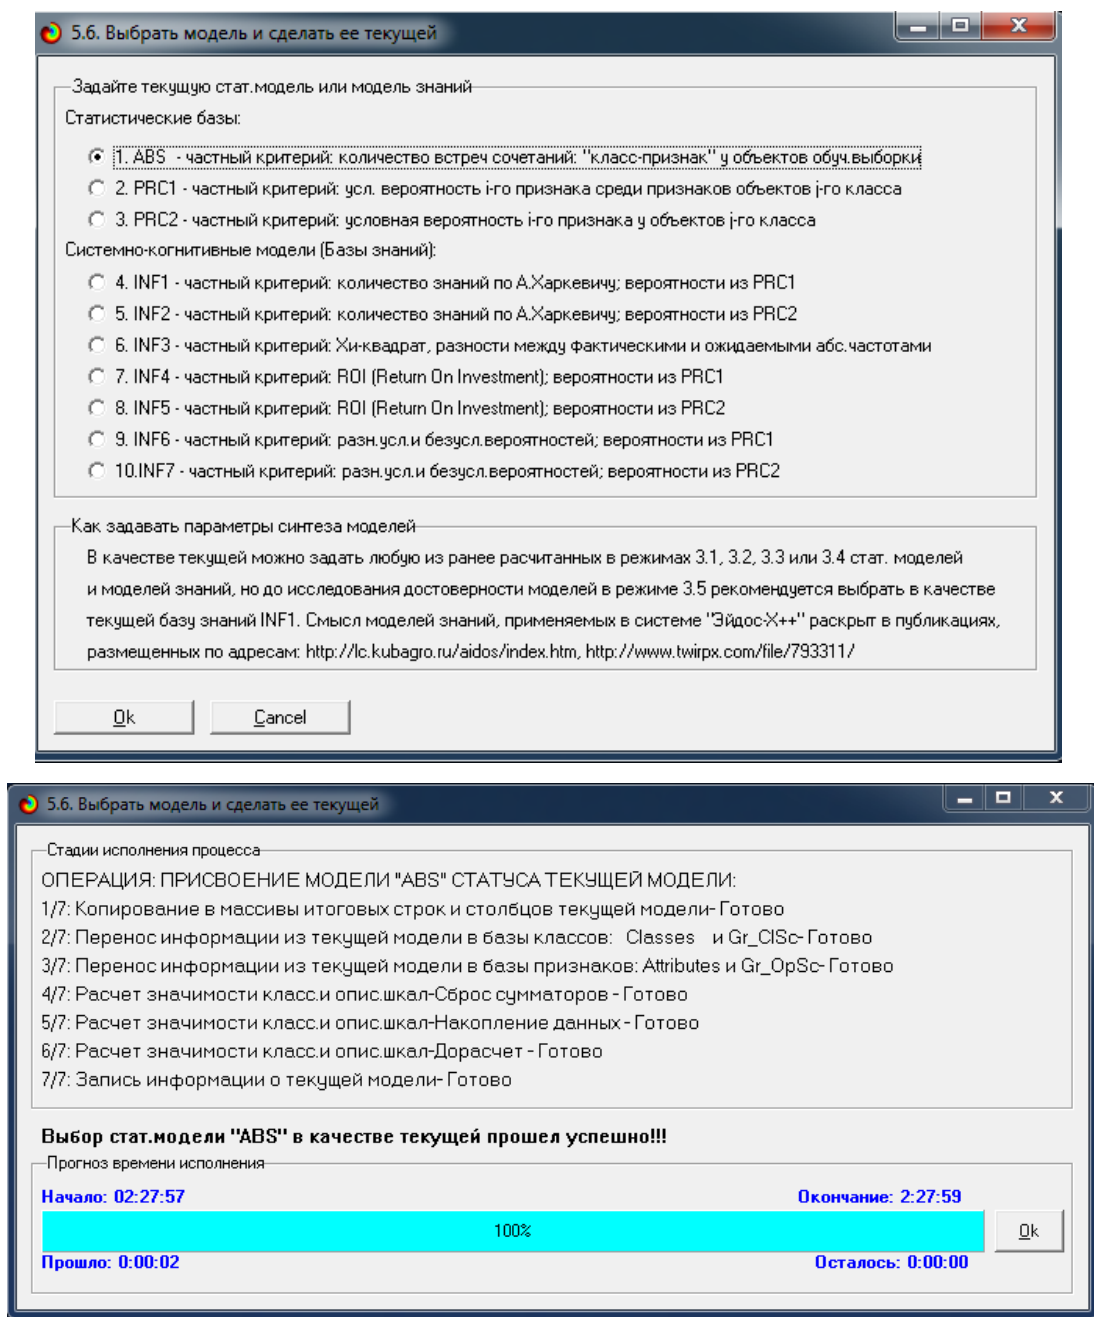 5.6. Выбрать модель и сделать ее текущей
Задайте текущую стат.модель или модель знаний
Статистические базы:
1. ABS - частный критерий: количество встреч сочетаний: "класс-признак" у объектов обуч.выборки
2. PRC1 - частный критерий: усл. вероятность i-го признака среди признаков объектов j-го класса
3. PRC2 - частный критерий: условная вероятность i-го признака у объектов j-го класса
Системно-когнитивные модели (Базы знаний):
4. INF1 - частный критерий: количество знаний по А.Харкевичу; вероятности из PRC1
5. INF2 - частный критерий: количество знаний по А.Харкевичу; вероятности из PRC2
6. INF3 - частный критерий: Хи-квадрат, разности между фактическими и ожидаемыми абс.частотами
7. INF4 - частный критерий: ROI (Return On Investment); вероятности из PRC1
8. INF5 - частный критерий: ROI (Return On Investment); вероятности из PRC2
9. INF6 - частный критерий: разн.усл.и безусл.вероятностей; вероятности из PRC1
10.INF7 - частный критерий: разн.усл.и безусл.вероятностей; вероятности из PRC2
Как задавать параметры синтеза моделей
В качестве текущей можно задать любую из ранее расчитанных в режимах 3.1, 3.2, 3.3 или 3.4 стат. моделей
и моделей знаний, но до исследования достоверности моделей в режиме 3.5 рекомендуется выбрать в качестве
текущей базу знаний INF1. Смысл моделей знаний, применяемых в системе "Эйдос-X++" раскрыт в публикациях,
размещенных по адресам: http://lc.kubagro.ru/aidos/index.htm, http://www.twirpx.com/file/793311/
Ok Cancel
5.6. Выбрать модель и сделать ее текущей
Стадии исполнения процесса
ОПЕРАЦИЯ: ПРИСВОЕНИЕ МОДЕЛИ "ABS" СТАТУСА ТЕКУЩЕЙ МОДЕЛИ:
1/7: Копирование в массивы итоговых строк и столбцов текущей модели- Готово
2/7: Перенос информации из текущей модели в базы классов: Classes и Gr_ClSc- Готово
3/7: Перенос информации из текущей модели в базы признаков: Attributes и Gr_OpSc- Готово
4/7: Расчет значимости класс.и опис.шкал-Сброс сумматоров - Готово
5/7: Расчет значимости класс.и опис.шкал-Накопление данных - Готово
6/7: Расчет значимости класс.и опис.шкал-Дорасчет - Готово
7/7: Запись информации о текущей модели- Готово
Выбор стат.модели "ABS" в качестве текущей прошел успешно!!!
Прогноз времени исполнения
Начало: 02:27:57 Окончание: 2:27:59
100% Ok
Прошло: 0:00:02 Осталось: 0:00:00